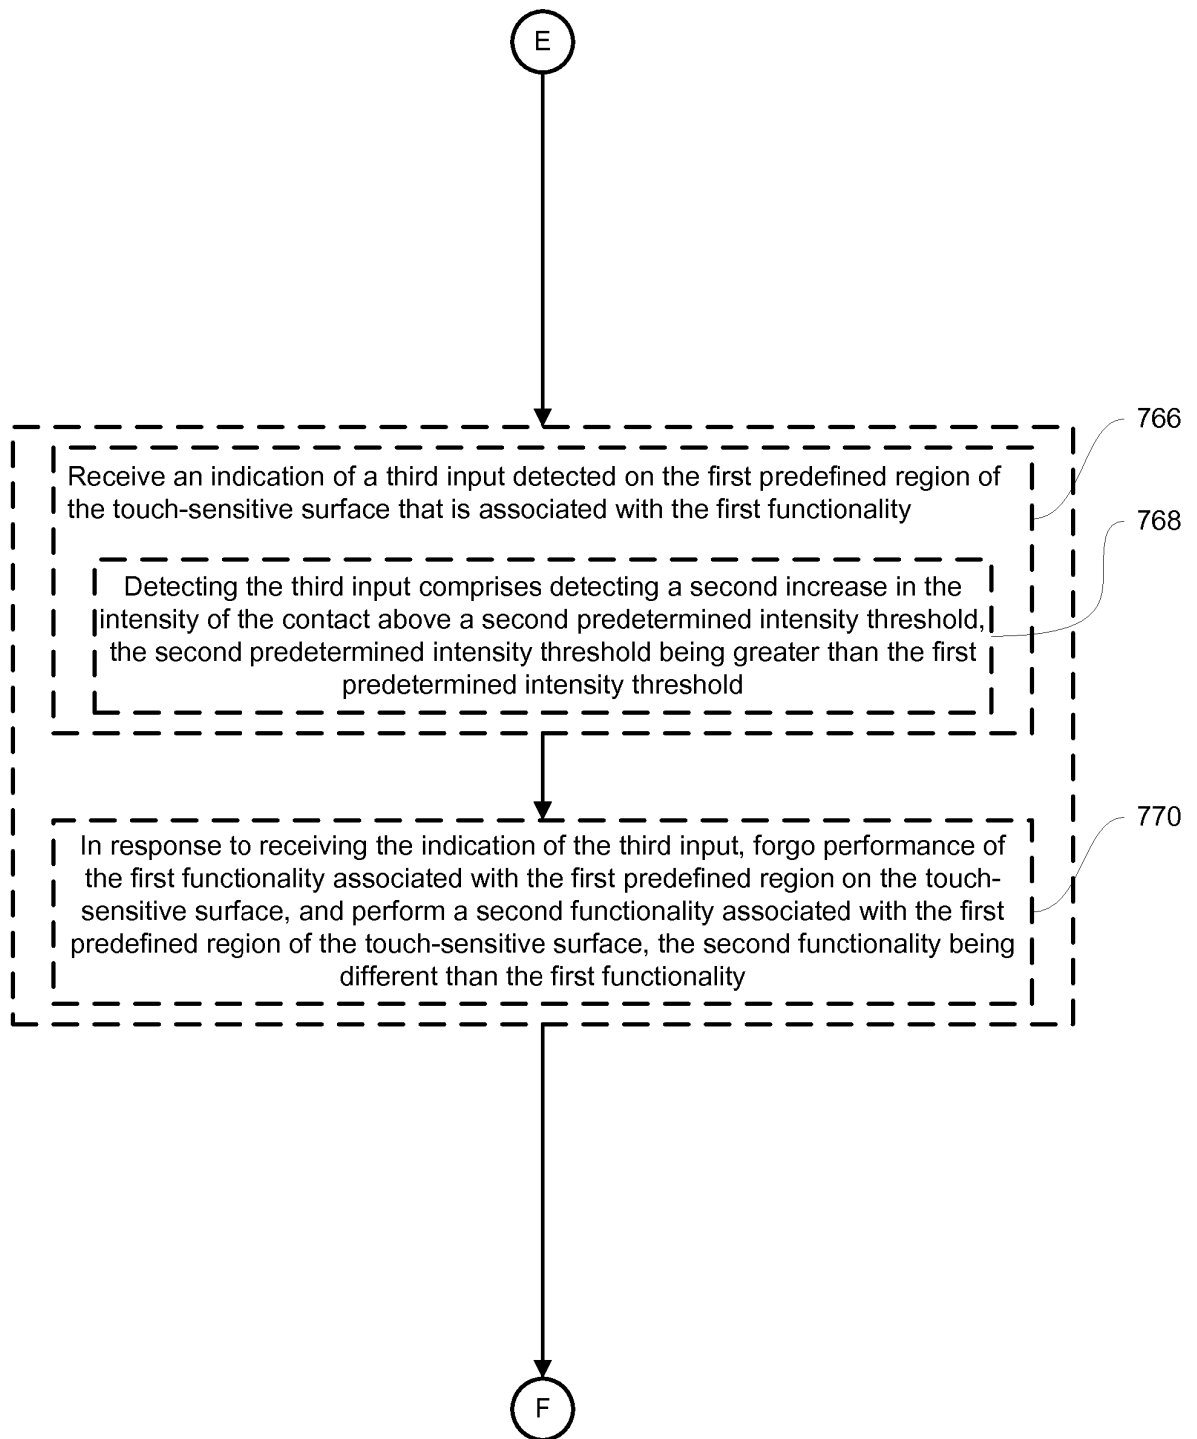 E
766
Receive an indication of a third input detected on the first predefined region of
the touch-sensitive surface that is associated with the first functionality
768
Detecting the third input comprises detecting a second increase in the
intensity of the contact above a second predetermined intensity threshold,
the second predetermined intensity threshold being greater than the first
predetermined intensity threshold
770
In response to receiving the indication of the third input, forgo performance of
the first functionality associated with the first predefined region on the touch-
sensitive surface, and perform a second functionality associated with the first
predefined region of the touch-sensitive surface, the second functionality being
different than the first functionality
F